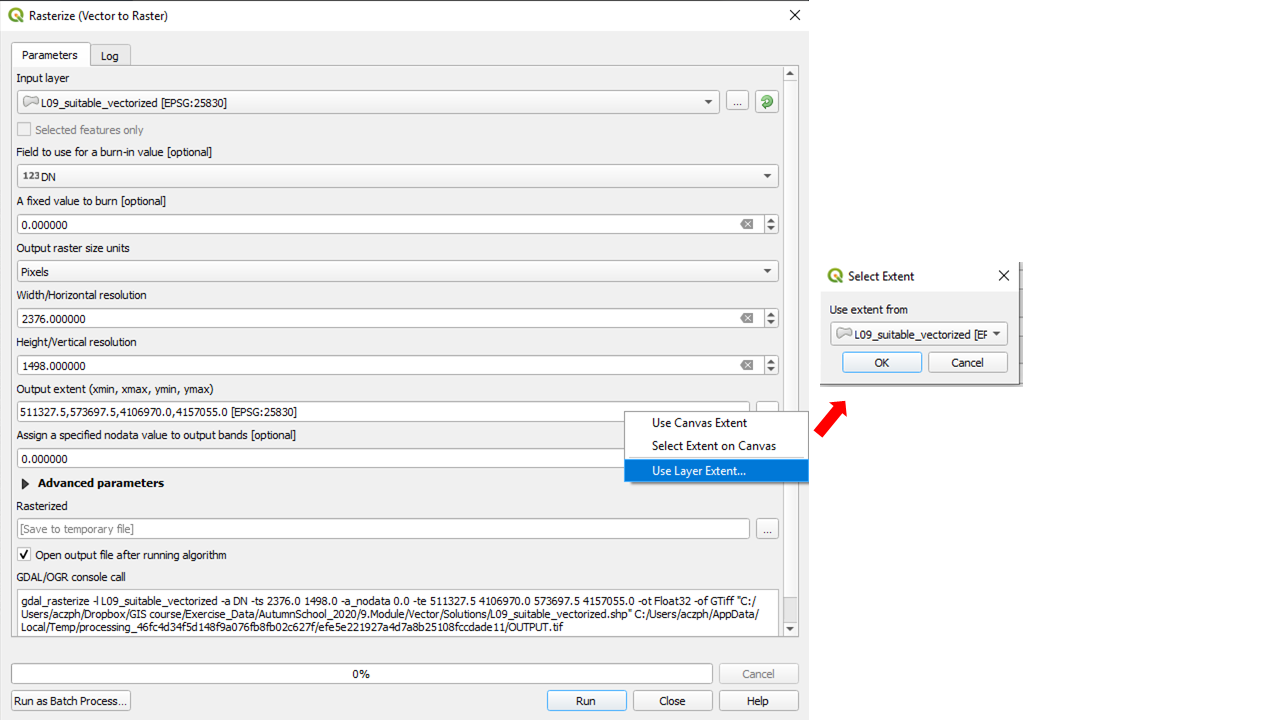 Rasterize (Vector to Raster)
Parameters
Log
Input layer
L09_suitable_vectorized [EPSG:25830]
...
Selected features only
Field to use for a burn-in value [optional]
123 DN
A fixed value to burn [optional]
0.000000
Output raster size units
Pixels
Width/Horizontal resolution
2376.000000
Height/Vertical resolution
1498.000000
Output extent (xmin, xmax, ymin, ymax)
511327.5,573697.5,4106970.0,4157055.0 [EPSG:25830]
Use Canvas Extent
Select Extent on Canvas
Use Layer Extent...
Assign a specified nodata value to output bands [optional]
0.000000
Advanced parameters
Rasterized
[Save to temporary file]
...
Open output file after running algorithm
GDAL/OGR console call
gdal_rasterize -l L09_suitable_vectorized -a DN -ts 2376.0 1498.0 -a_nodata 0.0 -te 511327.5 4106970.0 573697.5 4157055.0 -ot Float32 -of GTiff "C:/
Users/aczph/Dropbox/GIS course/Exercise_Data/AutumnSchool_2020/9.Module/Vector/Solutions/L09_suitable_vectorized.shp" C:/Users/aczph/AppData/
Local/Temp/processing_46fc4d34f5d148f9a076fb8fb02c627f/efe5e221927a4d7a8b25108fccdade11/OUTPUT.tif
0%
Cancel
Run as Batch Process...
Run
Close
Help
Select Extent
Use extent from
L09_suitable_vectorized [EF
OK
Cancel